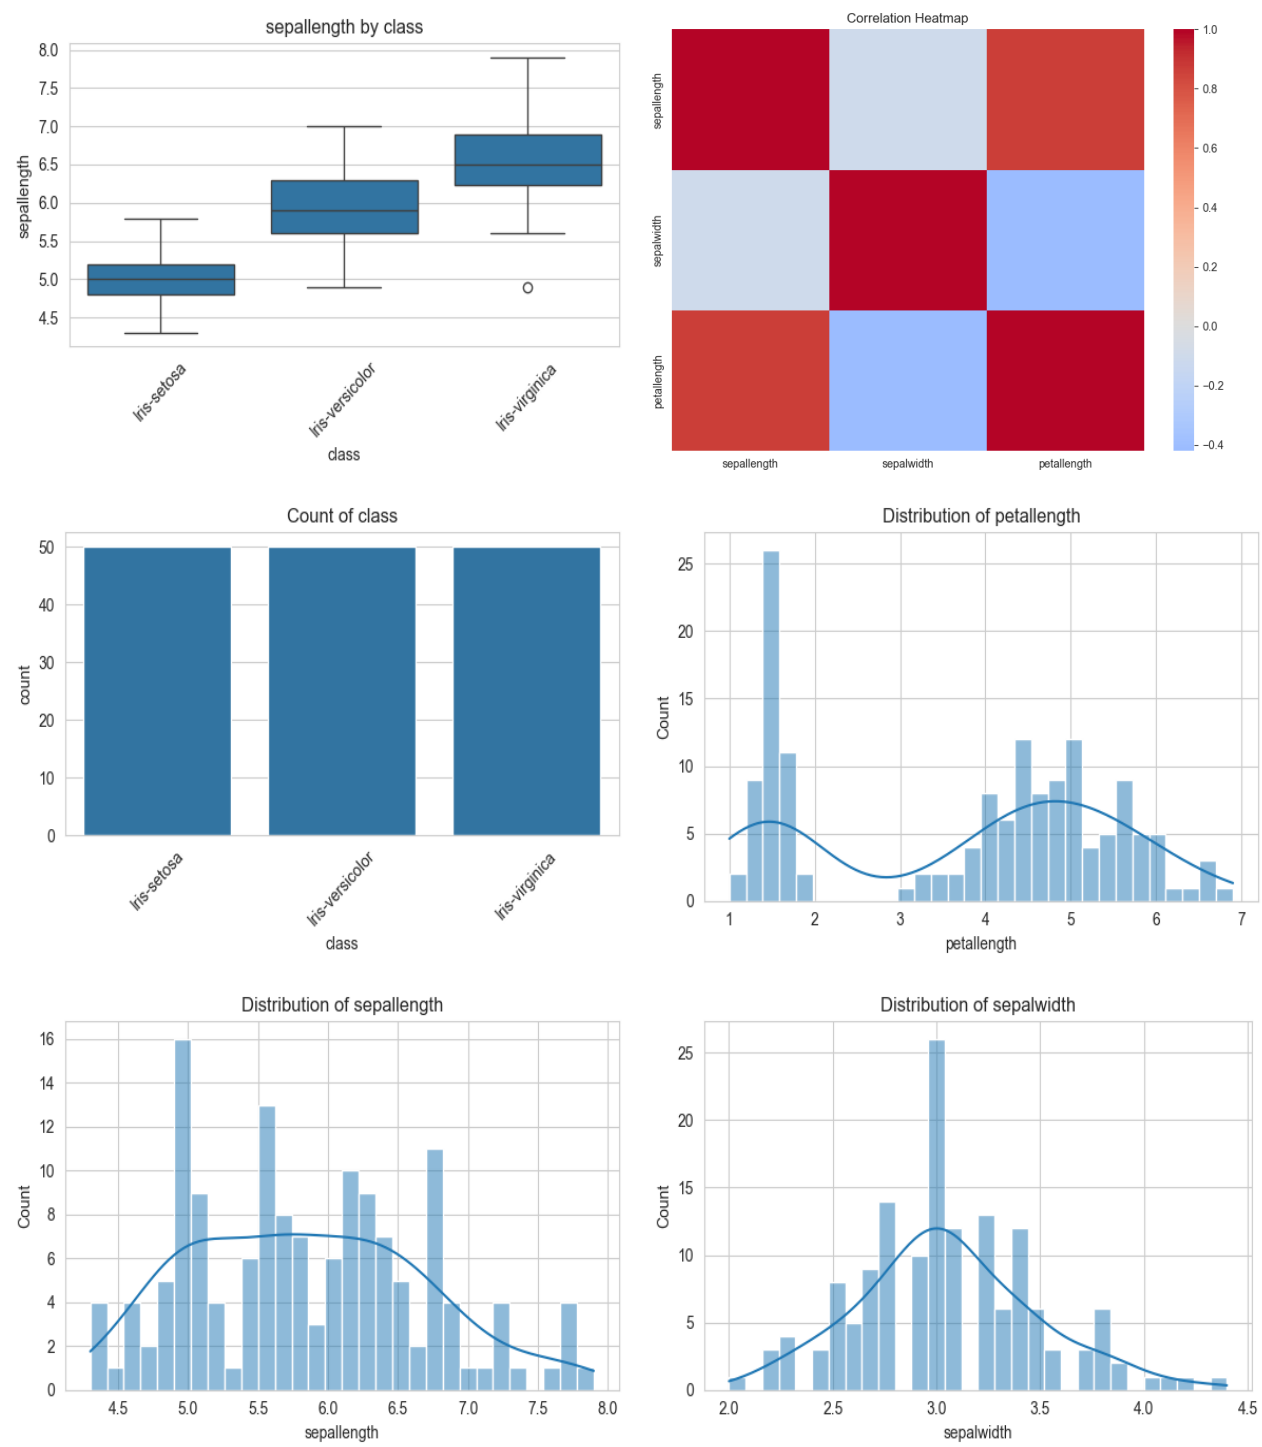 sepallength by class
8.0
7.5
7.0
6.5
6.0
5.5
5.0
4.5
sepallength
Iris-setosa
Iris-versicolor
Iris-virginica
class
Correlation Heatmap
sepallength
sepalwidth
petallength
sepallength
sepalwidth
petallength
1.0
0.8
0.6
0.4
0.2
0.0
−0.2
−0.4
Count of class
50
40
30
20
10
0
count
Iris-setosa
Iris-versicolor
Iris-virginica
class
Distribution of petallength
25
20
15
10
5
0
Count
1 2 3 4 5 6 7
petallength
Distribution of sepallength
16
14
12
10
8
6
4
2
0
Count
4.5 5.0 5.5 6.0 6.5 7.0 7.5 8.0
sepallength
Distribution of sepalwidth
25
20
15
10
5
0
Count
2.0 2.5 3.0 3.5 4.0 4.5
sepalwidth